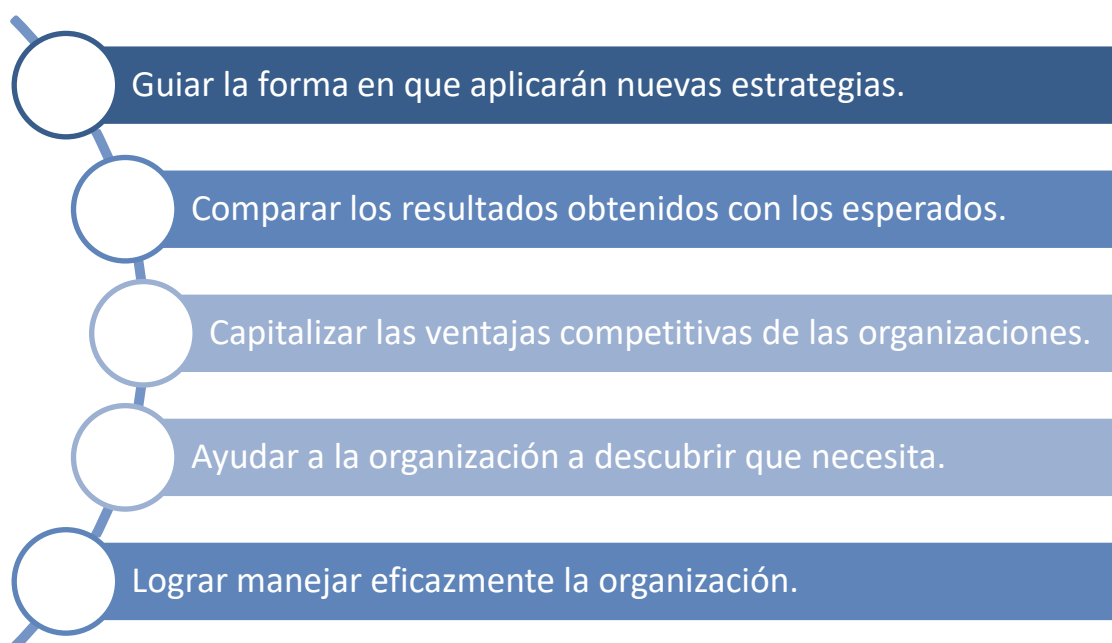 Guiar la forma en que aplicarán nuevas estrategias.
Comparar los resultados obtenidos con los esperados.
Capitalizar las ventajas competitivas de las organizaciones.
Ayudar a la organización a descubrir que necesita.
Lograr manejar eficazmente la organización.